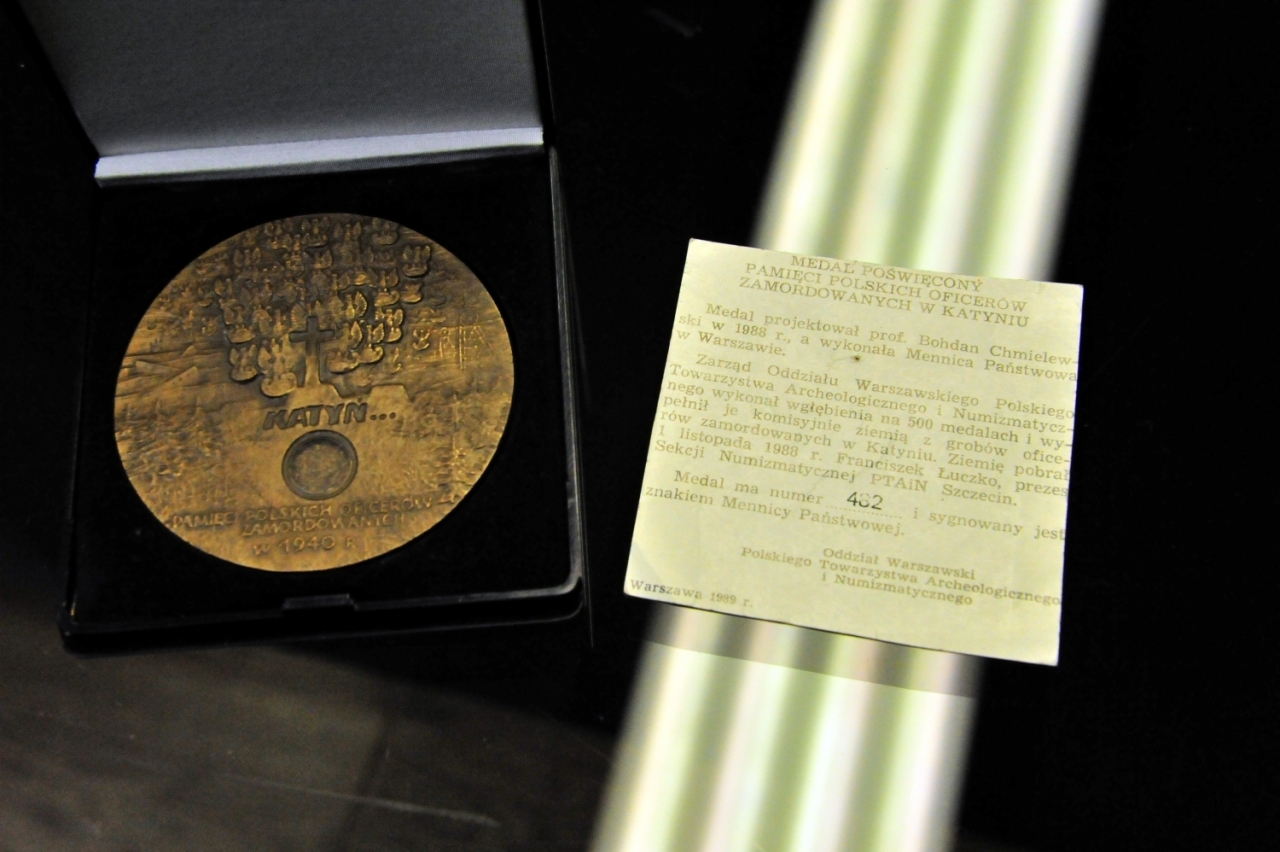 KATYŃ...
PAMIĘCI POLSKICH OFICERÓW
ZAMORDOWANYCH
w 1940 r.
MEDAL POŚWIĘCONY
PAMIĘCI POLSKICH OFICERÓW
ZAMORDOWANYCH W KATYNIU
Medal projektował prof. Bohdan Chmielew-
ski w 1988 r., a wykonała Mennica Państwowa
w Warszawie.
Zarząd Oddziału Warszawskiego Polskiego
Towarzystwa Archeologicznego i Numizmatycz-
nego wykonał wgłębienia na 500 medalach i wy-
pełnił je komisyjnie ziemią z grobów ofice-
rów zamordowanych w Katyniu. Ziemię pobrał
1 listopada 1988 r. Franciszek Łuczko, prezes
Sekcji Numizmatycznej PTAiN Szczecin.
Medal ma numer 482 i sygnowany jest
znakiem Mennicy Państwowej.
Oddział Warszawski
Polskiego Towarzystwa Archeologicznego
i Numizmatycznego
Warszawa 1989 r.